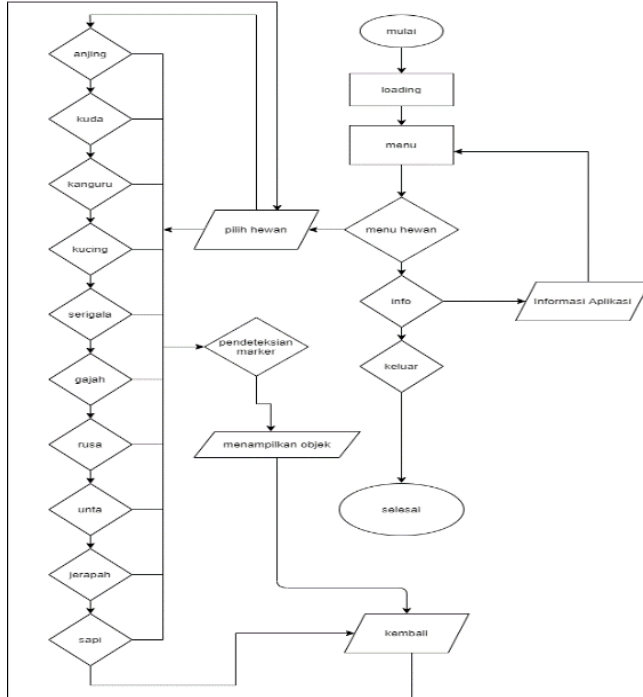 mulai
loading
menu
menu hewan
pilih hewan
info
Informasi Aplikasi
keluar
selesai
anjing
kuda
kanguru
kucing
serigala
gajah
rusa
unta
jerapah
sapi
pendeteksian
marker
menampilkan objek
kembali